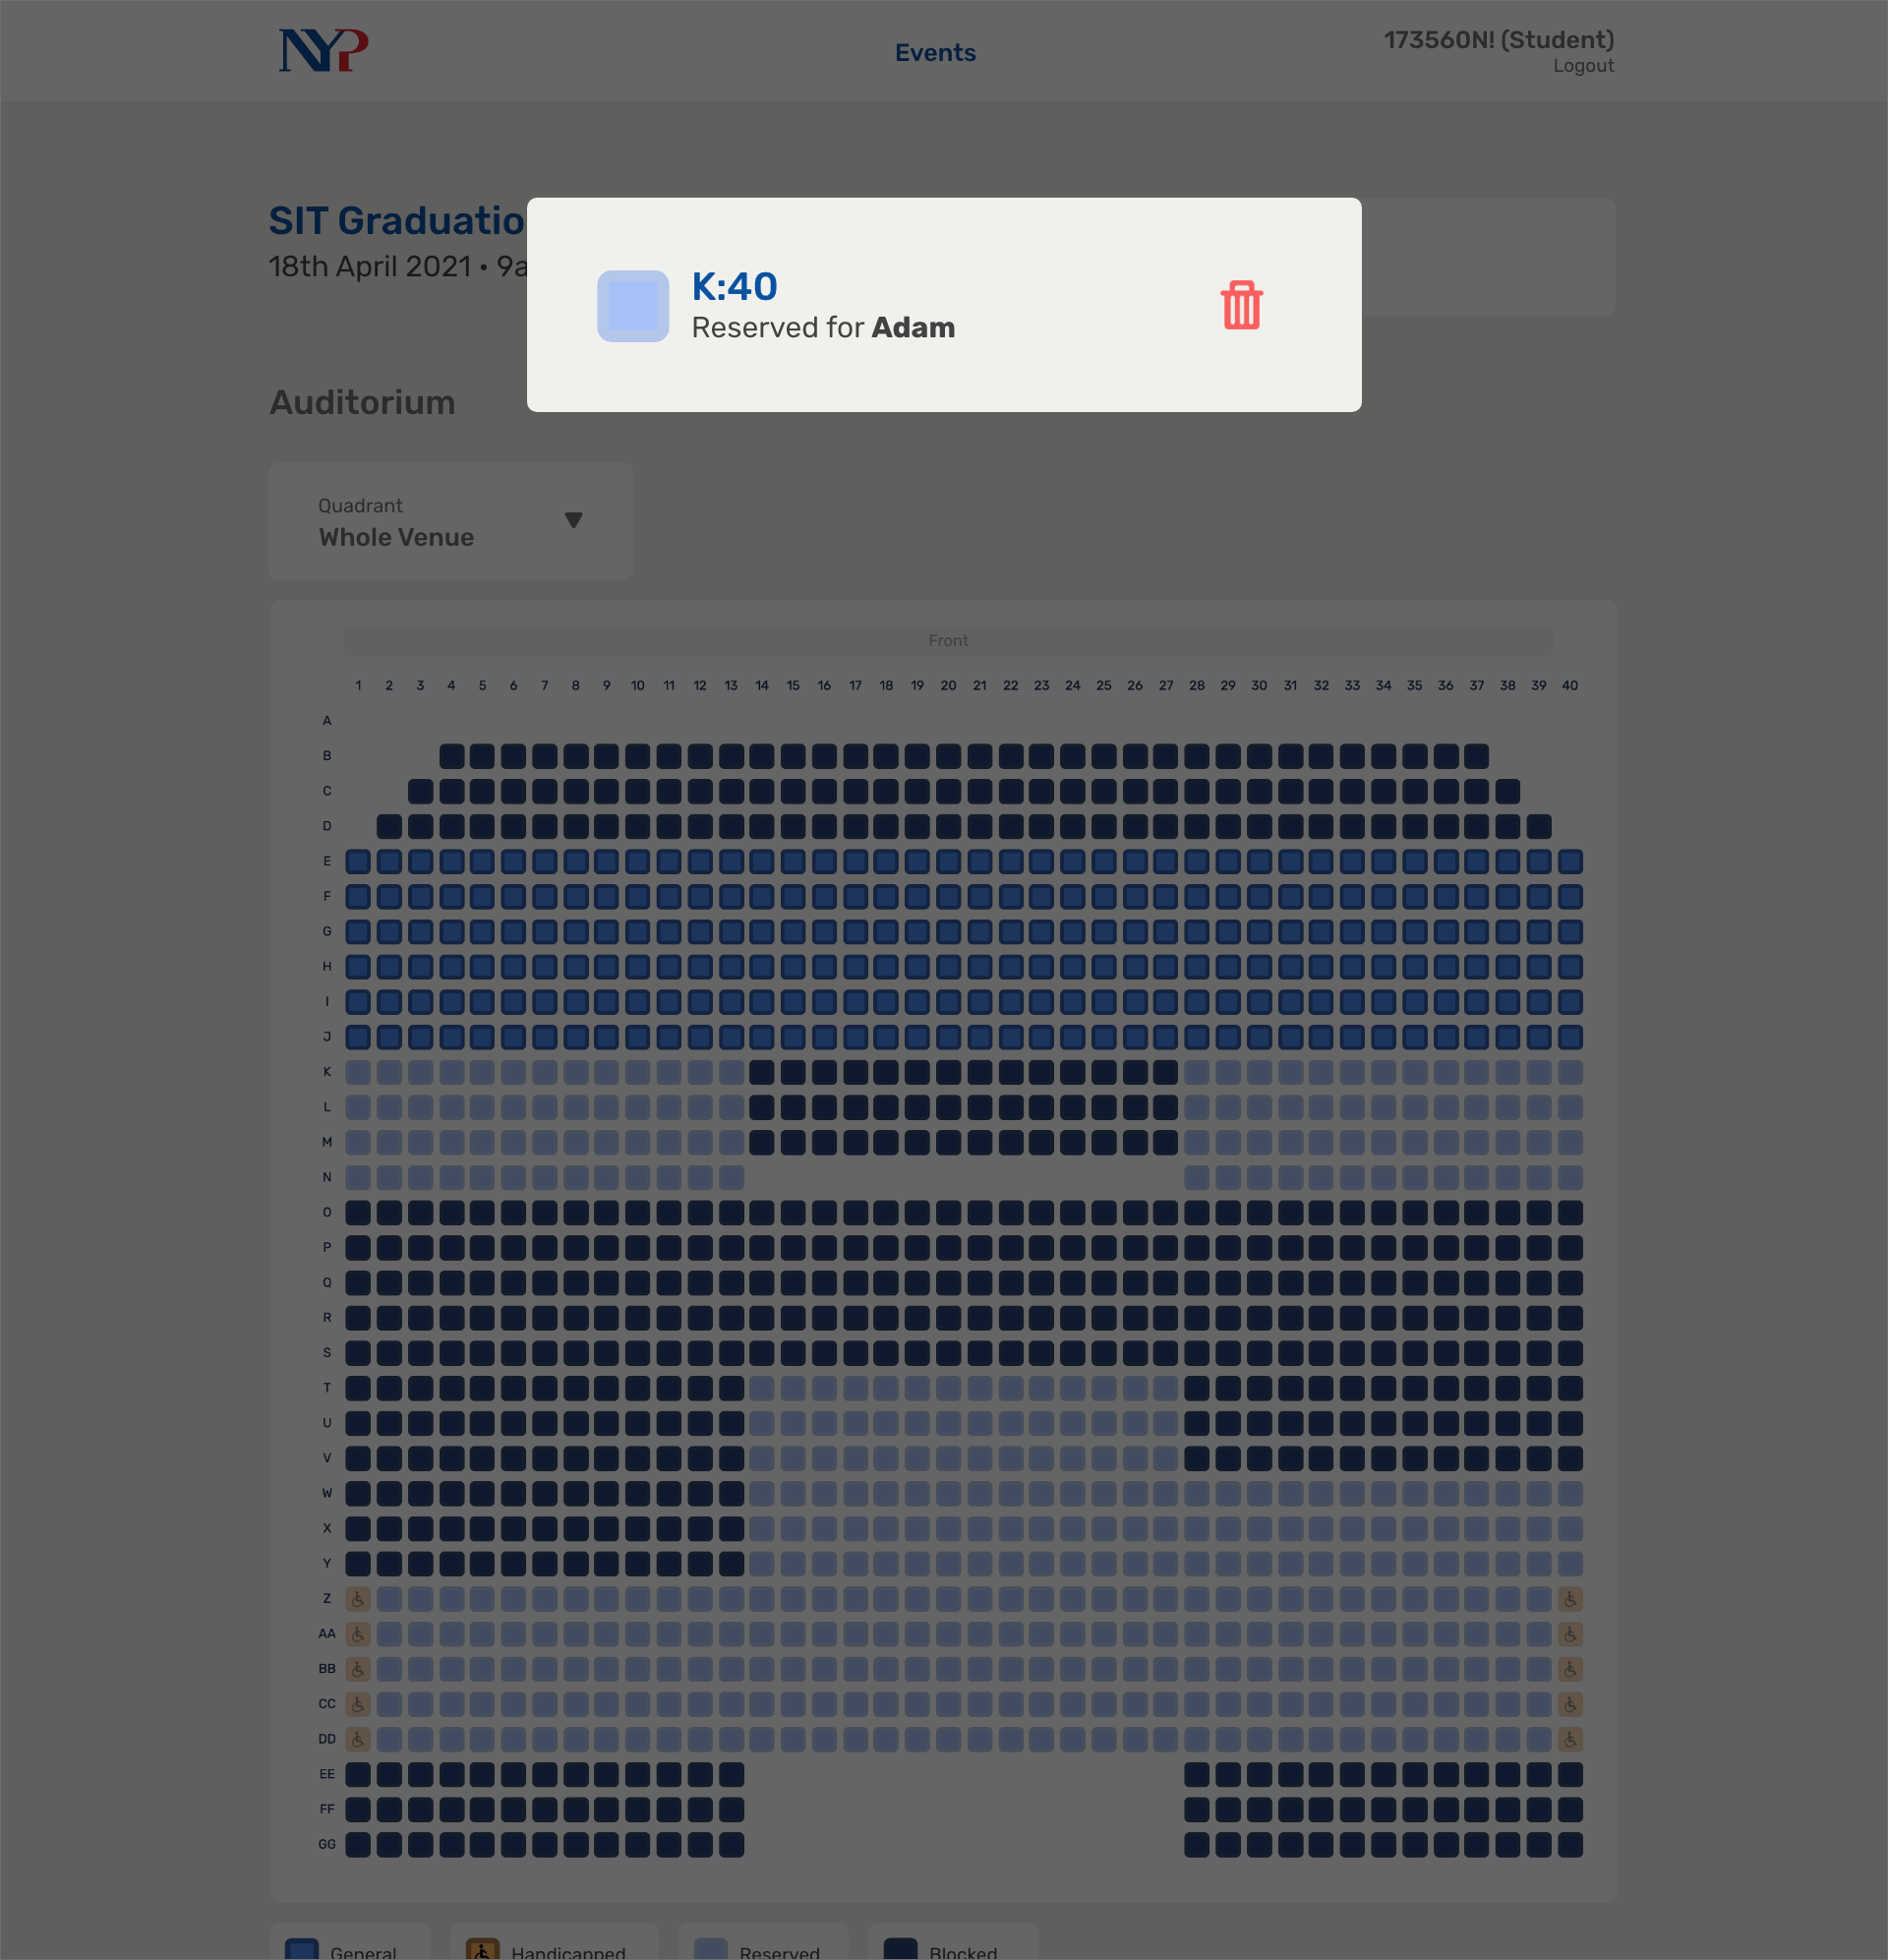 NYP
Events
173560N! (Student)
Logout
SIT Graduatio
18th April 2021 • 9a
K:40
Reserved for Adam
Auditorium
Quadrant
Whole Venue
Front
1 2 3 4 5 6 7 8 9 10 11 12 13 14 15 16 17 18 19 20 21 22 23 24 25 26 27 28 29 30 31 32 33 34 35 36 37 38 39 40
A
B
C
D
E
F
G
H
I
J
K
L
M
N
O
P
Q
R
S
T
U
V
W
X
Y
Z
AA
BB
CC
DD
EE
FF
GG
General Handicapped Reserved Blocked